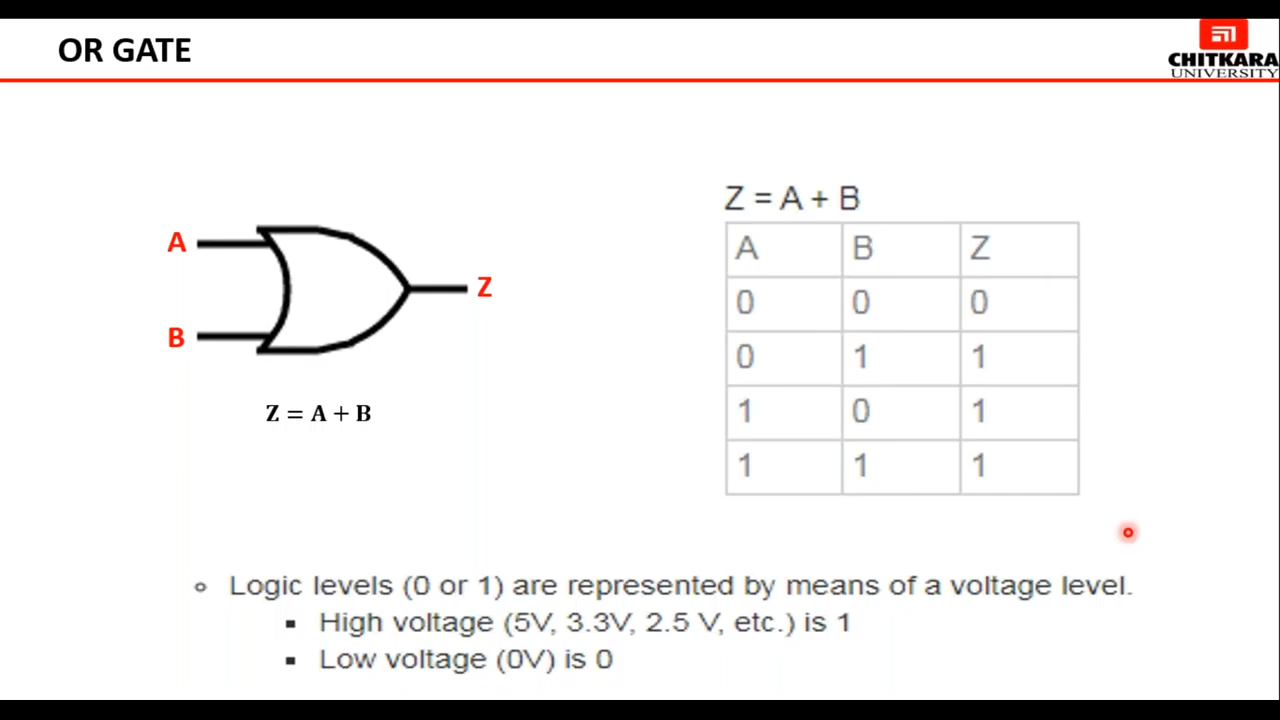 OR GATE
CHITKARA
UNIVERSITY
A
B
Z
Z = A + B
Z = A + B
A B Z
0 0 0
0 1 1
1 0 1
1 1 1
Logic levels (0 or 1) are represented by means of a voltage level.
High voltage (5V, 3.3V, 2.5 V, etc.) is 1
Low voltage (0V) is 0